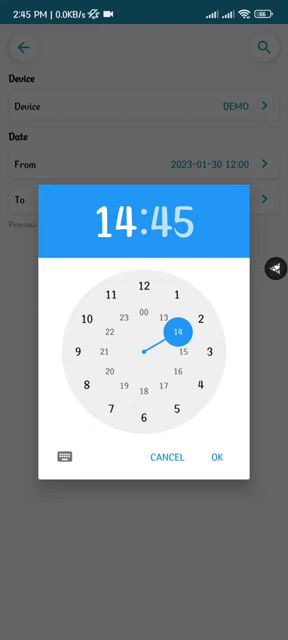 2:45 PM | 0.0KB/s
66
Device
Device DEMO
Date
From 2023-01-30 12:00
To
Preview
14:45
12
11 1
00
23 13
10 2
22 14
9 21 15 3
20 16
8 4
19 17
18
7 5
6
CANCEL OK